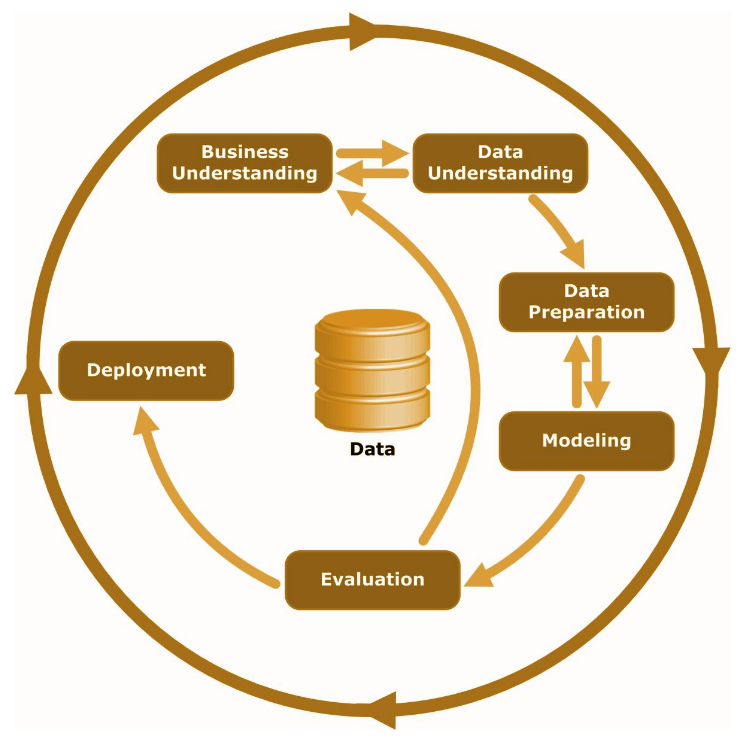 Business
Understanding
Data
Understanding
Data
Preparation
Deployment
Modeling
Data
Evaluation